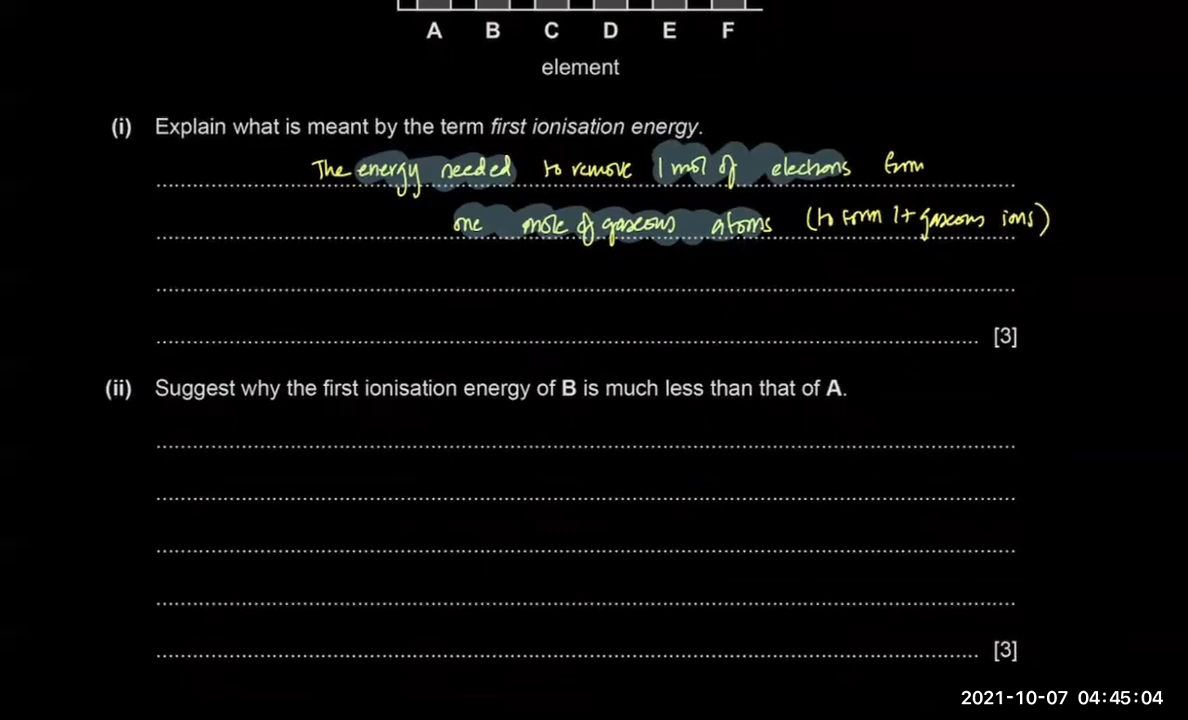 A B C D E F
element
(i) Explain what is meant by the term first ionisation energy.
The energy needed to remove 1 mol of electrons form
one mole of gaseous atoms (to form 1+ gaseous ions)
[3]
(ii) Suggest why the first ionisation energy of B is much less than that of A.
[3]
2021-10-07 04:45:04